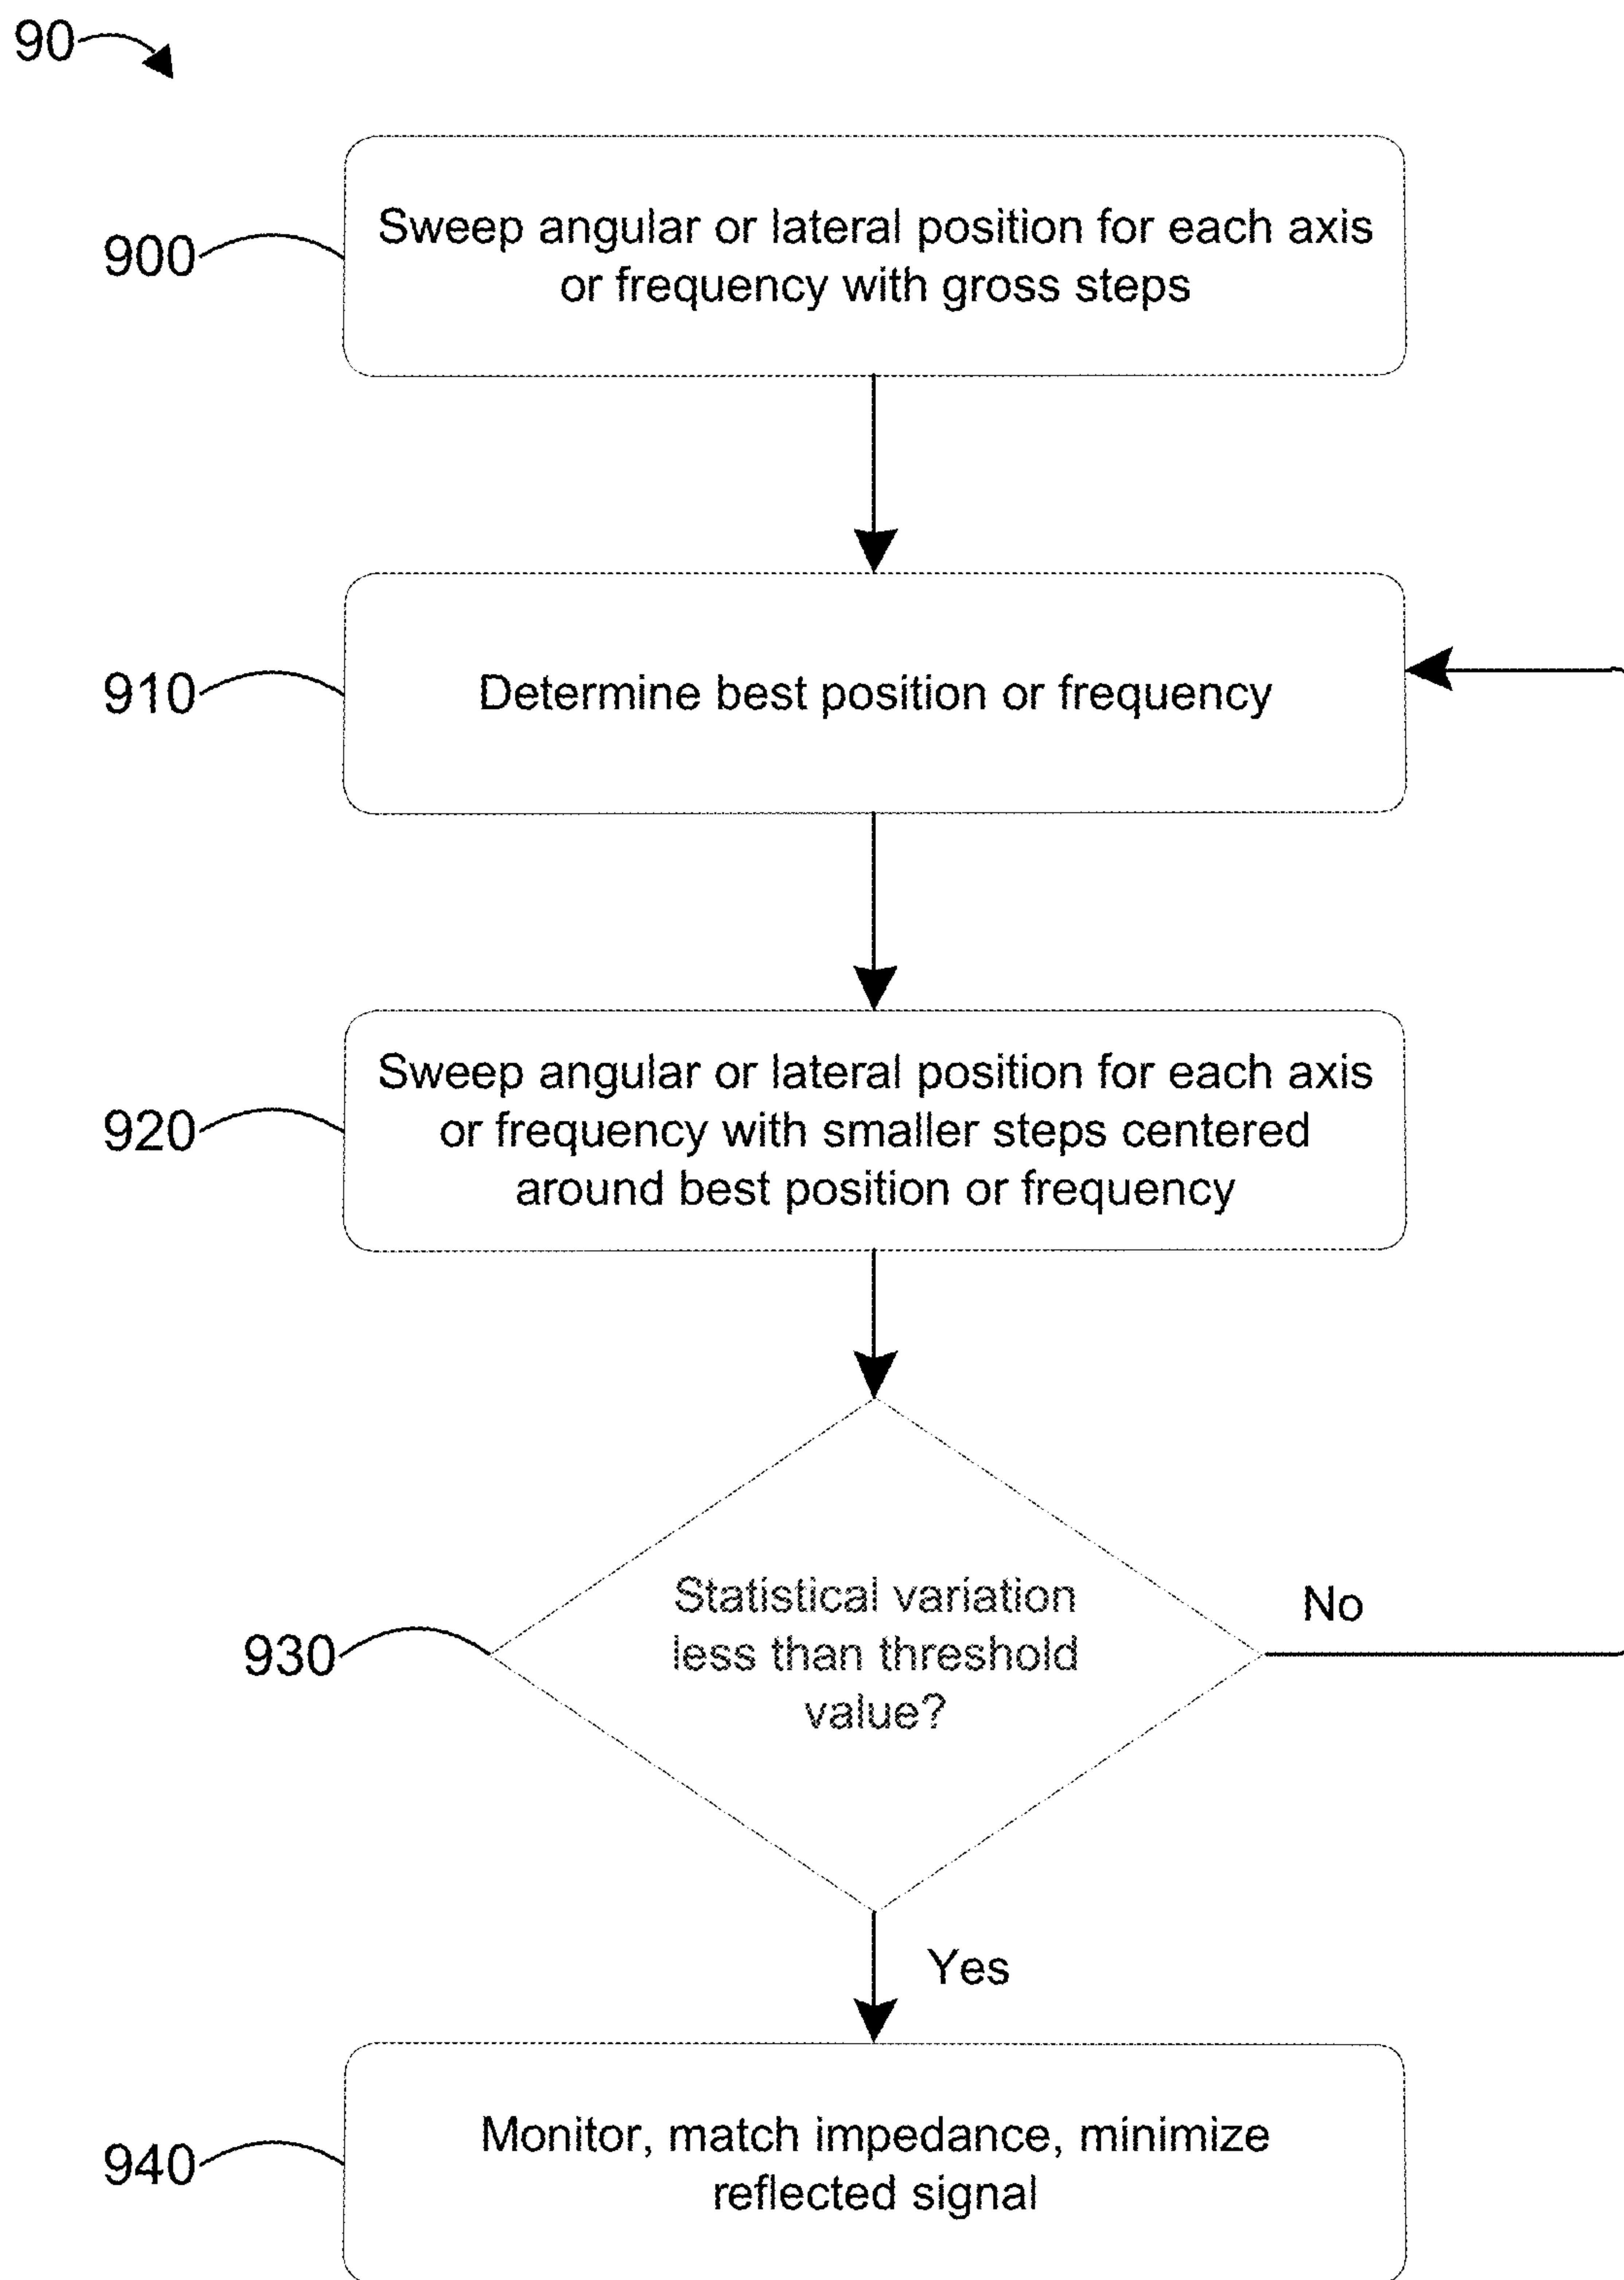 90
900
Sweep angular or lateral position for each axis
or frequency with gross steps
910
Determine best position or frequency
920
Sweep angular or lateral position for each axis
or frequency with smaller steps centered
around best position or frequency
930
Statistical variation
less than threshold
value?
No
Yes
940
Monitor, match impedance, minimize
reflected signal